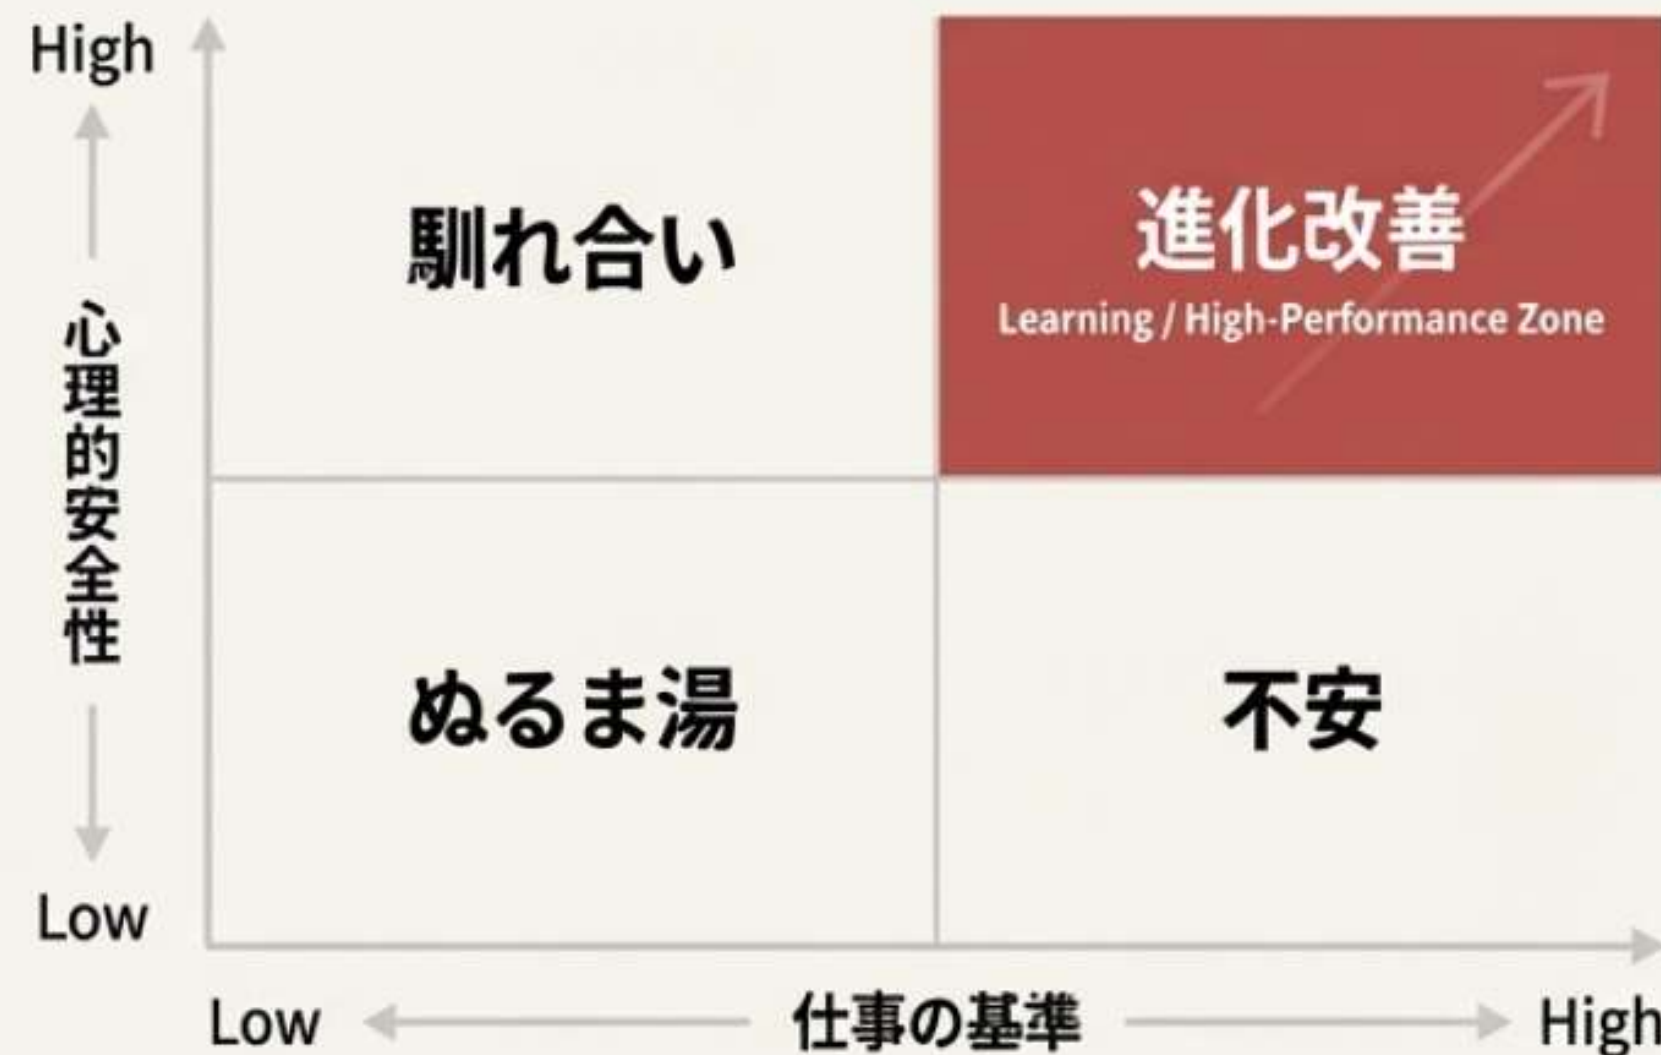 High
馴れ合い
進化改善
Learning / High-Performance Zone
心理的安全性
ぬるま湯
不安
Low
Low
仕事の基準
High